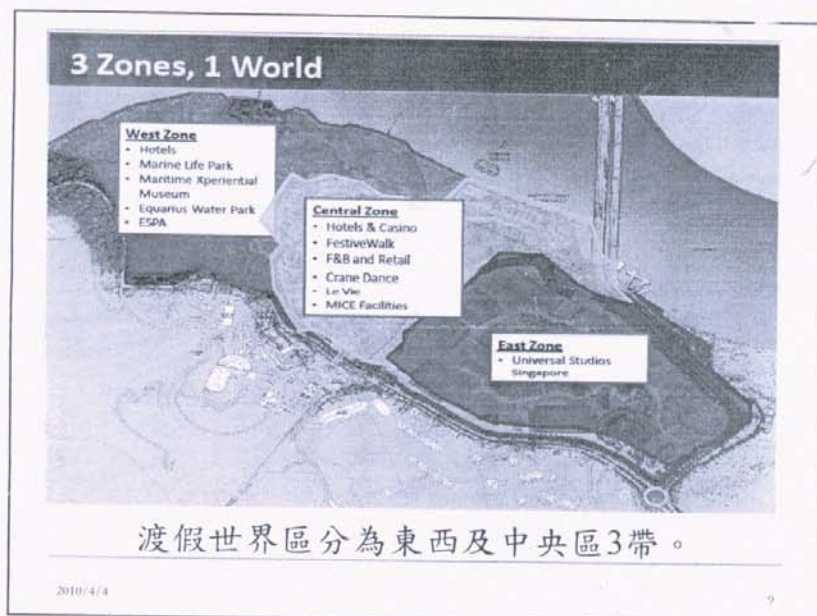 3 Zones, 1 World
West Zone
• Hotels
• Marine Life Park
• Maritime Xperiential
Museum
• Equarius Water Park
• ESPA
Central Zone
• Hotels & Casino
• FestiveWalk
• F&B and Retail
• Crane Dance
• Le Vie
• MICE Facilities
East Zone
• Universal Studios
Singapore
渡假世界區分為東西及中央區3帶。
2010/4/4
9